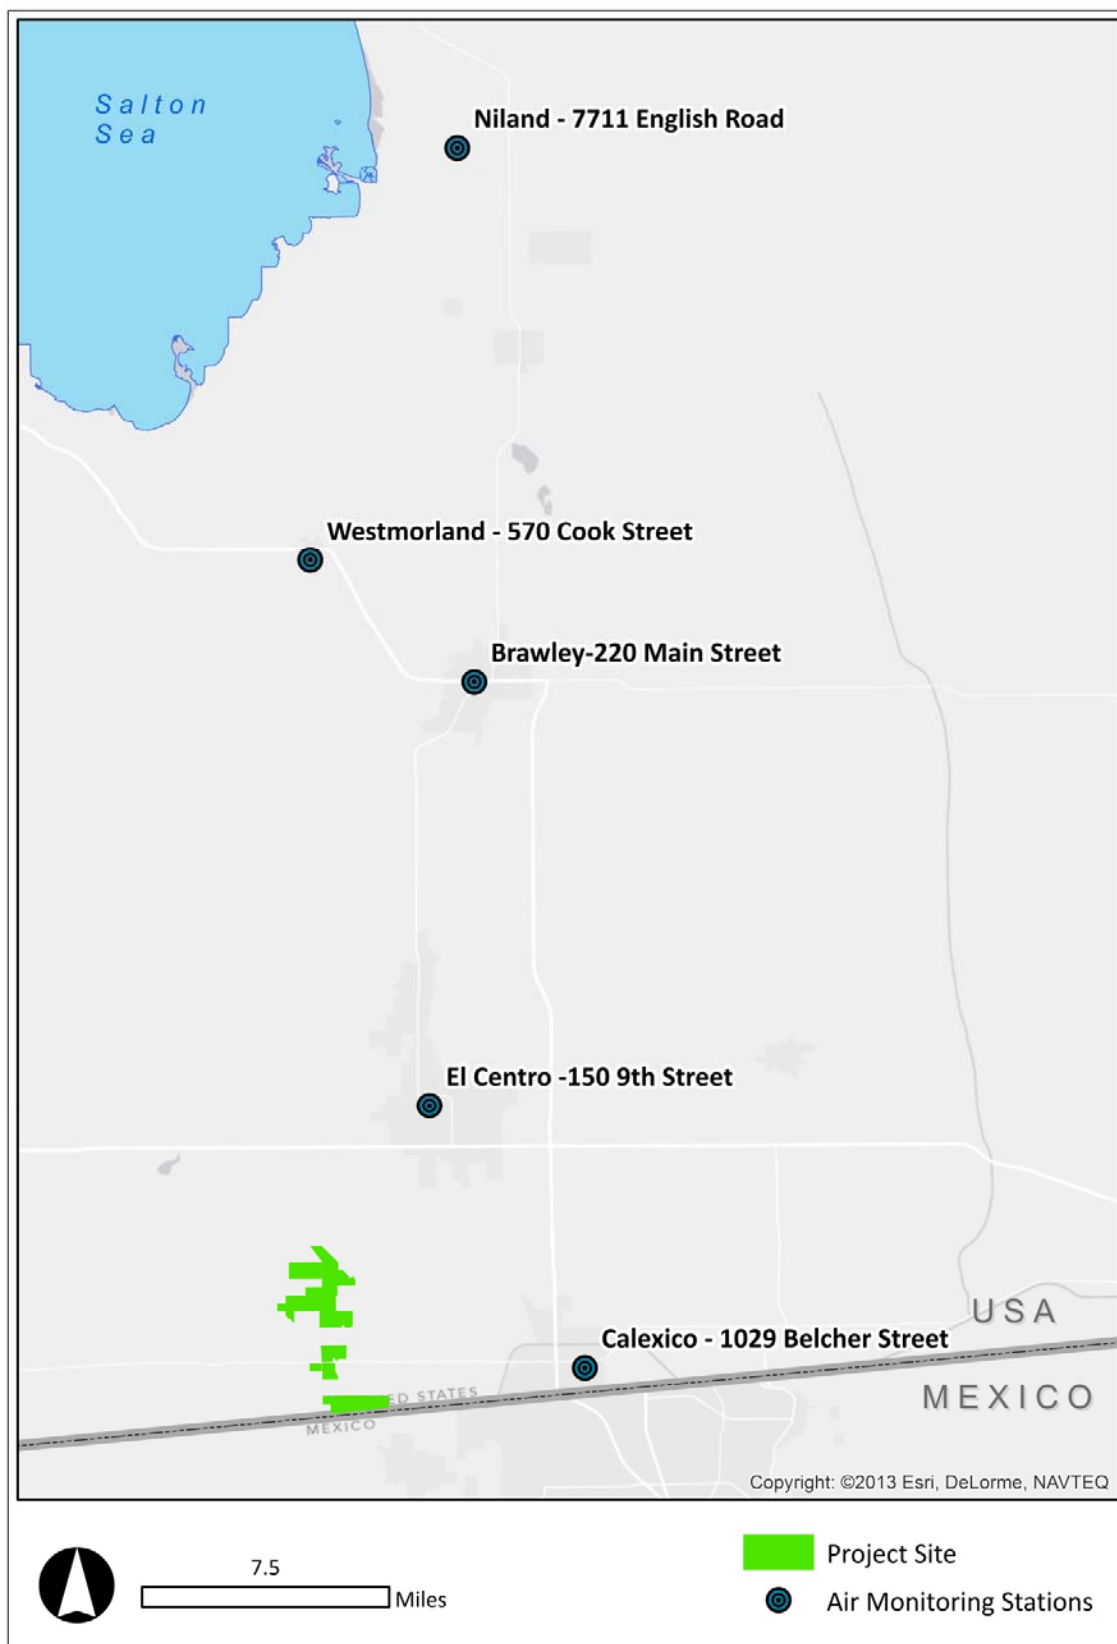 Salton
Sea
Niland - 7711 English Road
Westmorland - 570 Cook Street
Brawley-220 Main Street
El Centro -150 9th Street
USA
Calexico - 1029 Belcher Street
ED STATES
MEXICO
MEXICO
Copyright: ©2013 Esri, DeLorme, NAVTEQ
7.5
Miles
Project Site
Air Monitoring Stations